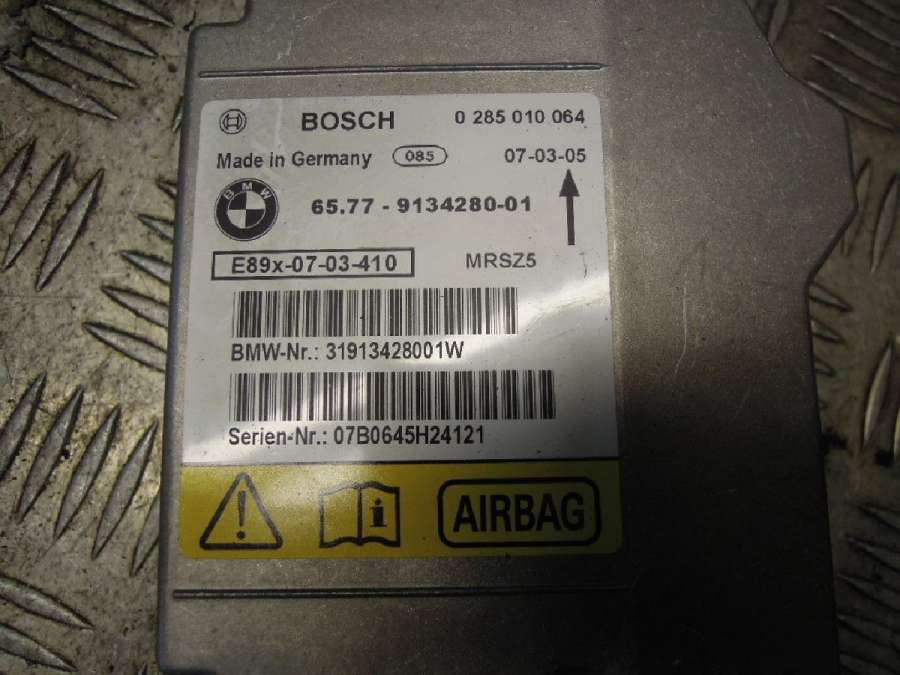 BOSCH 0 285 010 064
Made in Germany 085 07-03-05
BMW
65.77 - 9134280-01
E89x-07-03-410 MRSZ5
BMW-Nr.: 31913428001W
Serien-Nr.: 07B0645H24121
AIRBAG